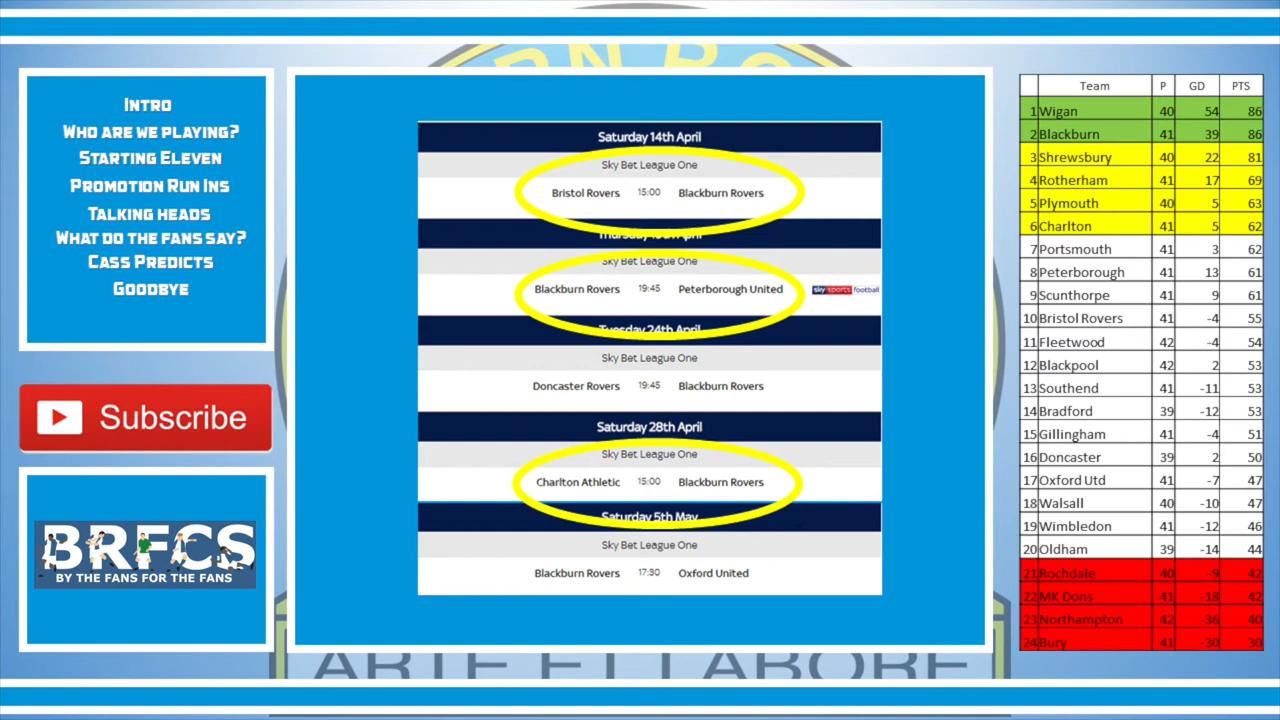 INTRO
WHO ARE WE PLAYING?
STARTING ELEVEN
PROMOTION RUN INS
TALKING HEADS
WHAT DO THE FANS SAY?
CASS PREDICTS
GOODBYE
Subscribe
BRFCS
BY THE FANS FOR THE FANS
Saturday 14th April
Sky Bet League One
Bristol Rovers 15:00 Blackburn Rovers
Sky Bet League One
Blackburn Rovers 19:45 Peterborough United sky sports football
Tuesday 24th April
Sky Bet League One
Doncaster Rovers 19:45 Blackburn Rovers
Saturday 28th April
Sky Bet League One
Charlton Athletic 15:00 Blackburn Rovers
Saturday 5th May
Sky Bet League One
Blackburn Rovers 17:30 Oxford United
Team P GD PTS
1 Wigan 40 54 86
2 Blackburn 41 39 86
3 Shrewsbury 40 22 81
4 Rotherham 41 17 69
5 Plymouth 40 5 63
6 Charlton 41 5 62
7 Portsmouth 41 3 62
8 Peterborough 41 13 61
9 Scunthorpe 41 9 61
10 Bristol Rovers 41 -4 55
11 Fleetwood 42 -4 54
12 Blackpool 42 2 53
13 Southend 41 -11 53
14 Bradford 39 -12 53
15 Gillingham 41 -4 51
16 Doncaster 39 2 50
17 Oxford Utd 41 -7 47
18 Walsall 40 -10 47
19 Wimbledon 41 -12 46
20 Oldham 39 -14 44
21 Rochdale 40 -9 42
22 MK Dons 41 -18 42
23 Northampton 42 -36 40
24 Bury 41 -30 30
ARTE ET LABORE